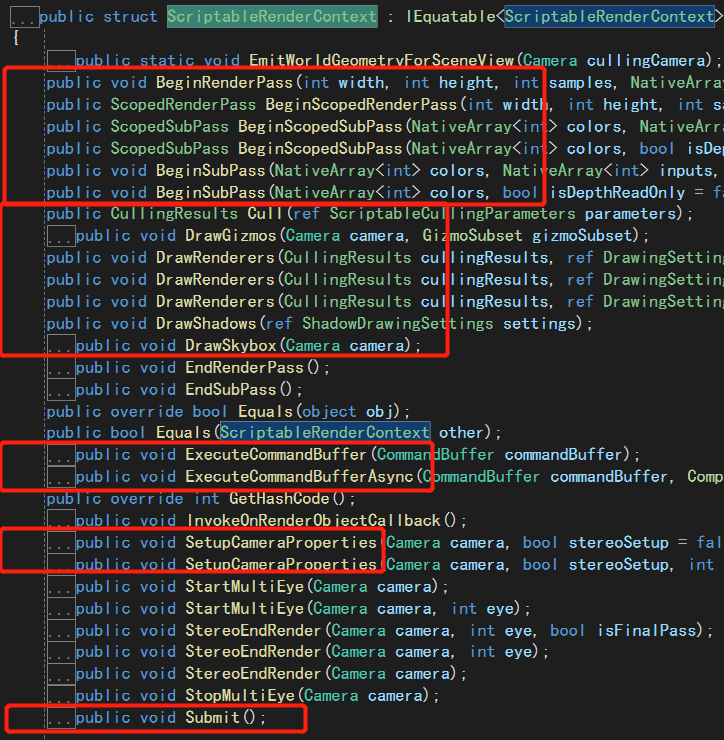 ...public struct ScriptableRenderContext : IEquatable<ScriptableRenderContext>
{
...public static void EmitWorldGeometryForSceneView(Camera cullingCamera);
public void BeginRenderPass(int width, int height, int samples, NativeArray
public ScopedRenderPass BeginScopedRenderPass(int width, int height, int sa
public ScopedSubPass BeginScopedSubPass(NativeArray<int> colors, NativeArra
public ScopedSubPass BeginScopedSubPass(NativeArray<int> colors, bool isDep
public void BeginSubPass(NativeArray<int> colors, NativeArray<int> inputs,
public void BeginSubPass(NativeArray<int> colors, bool isDepthReadOnly = fa
public CullingResults Cull(ref ScriptableCullingParameters parameters);
...public void DrawGizmos(Camera camera, GizmoSubset gizmoSubset);
public void DrawRenderers(CullingResults cullingResults, ref DrawingSetting
public void DrawRenderers(CullingResults cullingResults, ref DrawingSetting
public void DrawRenderers(CullingResults cullingResults, ref DrawingSetting
public void DrawShadows(ref ShadowDrawingSettings settings);
...public void DrawSkybox(Camera camera);
...public void EndRenderPass();
...public void EndSubPass();
public override bool Equals(object obj);
public bool Equals(ScriptableRenderContext other);
...public void ExecuteCommandBuffer(CommandBuffer commandBuffer);
...public void ExecuteCommandBufferAsync(CommandBuffer commandBuffer, Comp
public override int GetHashCode();
...public void InvokeOnRenderObjectCallback();
...public void SetupCameraProperties(Camera camera, bool stereoSetup = fal
...public void SetupCameraProperties(Camera camera, bool stereoSetup, int
...public void StartMultiEye(Camera camera);
...public void StartMultiEye(Camera camera, int eye);
...public void StereoEndRender(Camera camera, int eye, bool isFinalPass);
...public void StereoEndRender(Camera camera, int eye);
...public void StereoEndRender(Camera camera);
...public void StopMultiEye(Camera camera);
...public void Submit();